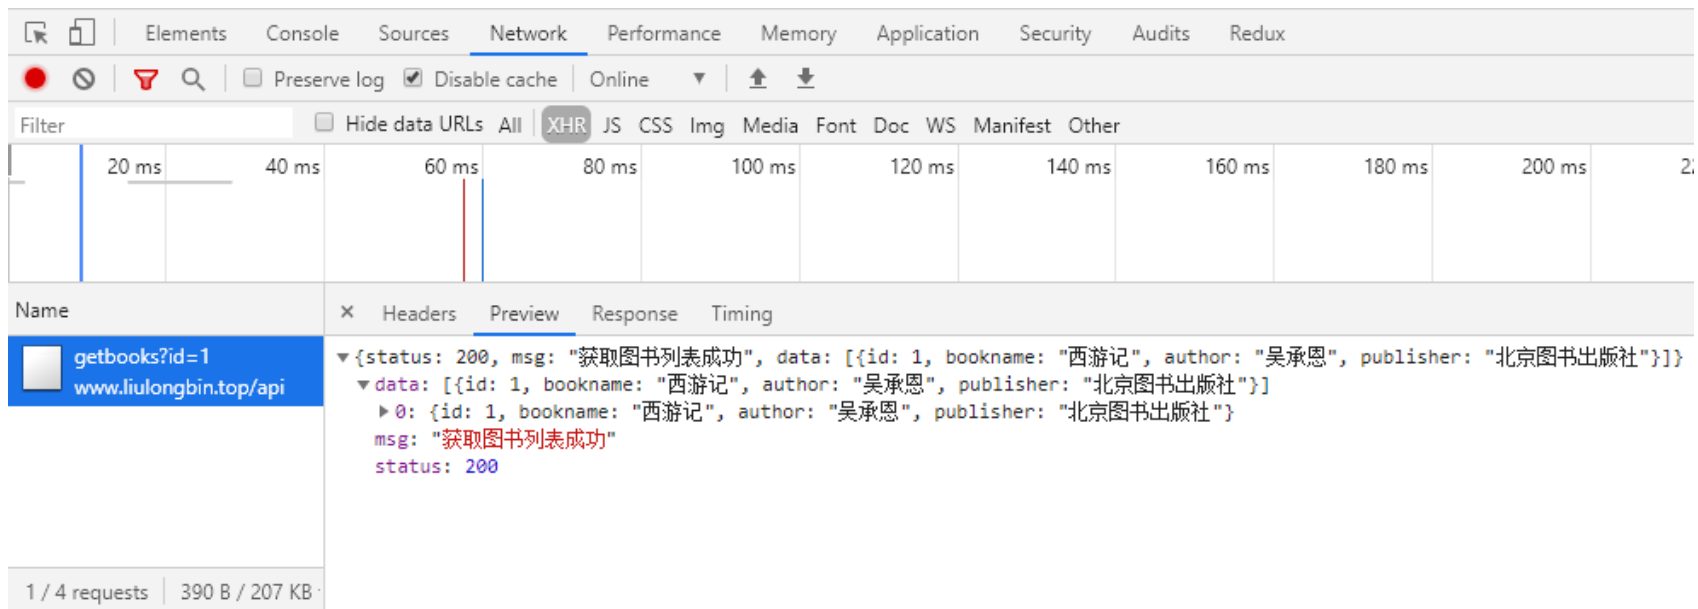 Elements Console Sources Network Performance Memory Application Security Audits Redux
Preserve log Disable cache Online
Filter Hide data URLs All XHR JS CSS Img Media Font Doc WS Manifest Other
20 ms 40 ms 60 ms 80 ms 100 ms 120 ms 140 ms 160 ms 180 ms 200 ms
Name × Headers Preview Response Timing
getbooks?id=1
www.liulongbin.top/api
▼{status: 200, msg: "获取图书列表成功", data: [{id: 1, bookname: "西游记", author: "吴承恩", publisher: "北京图书出版社"}]}
▼data: [{id: 1, bookname: "西游记", author: "吴承恩", publisher: "北京图书出版社"}]
▶0: {id: 1, bookname: "西游记", author: "吴承恩", publisher: "北京图书出版社"}
msg: "获取图书列表成功"
status: 200
1 / 4 requests 390 B / 207 KB